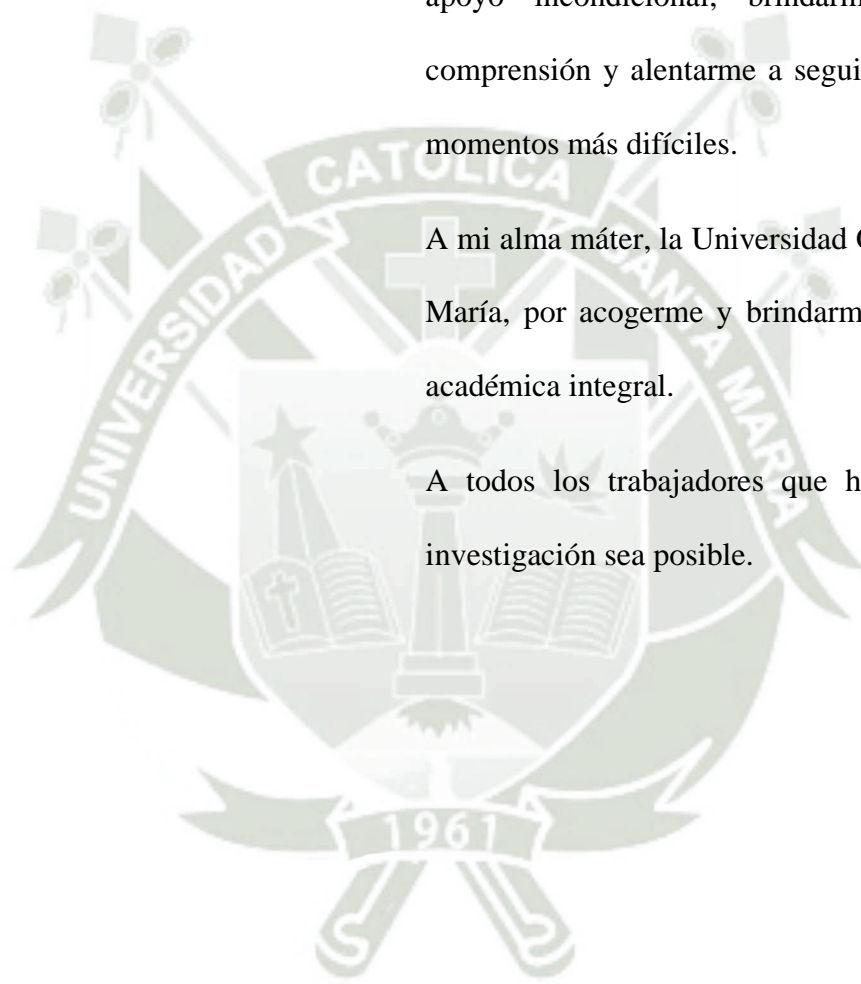 apoyo incondicional, brindarm
comprensión y alentarme a segui
momentos más difíciles.
A mi alma máter, la Universidad C
María, por acogerme y brindarm
académica integral.
A todos los trabajadores que h
investigación sea posible.
UNIVERSIDAD CATOLICA SANTA MARIA
1961